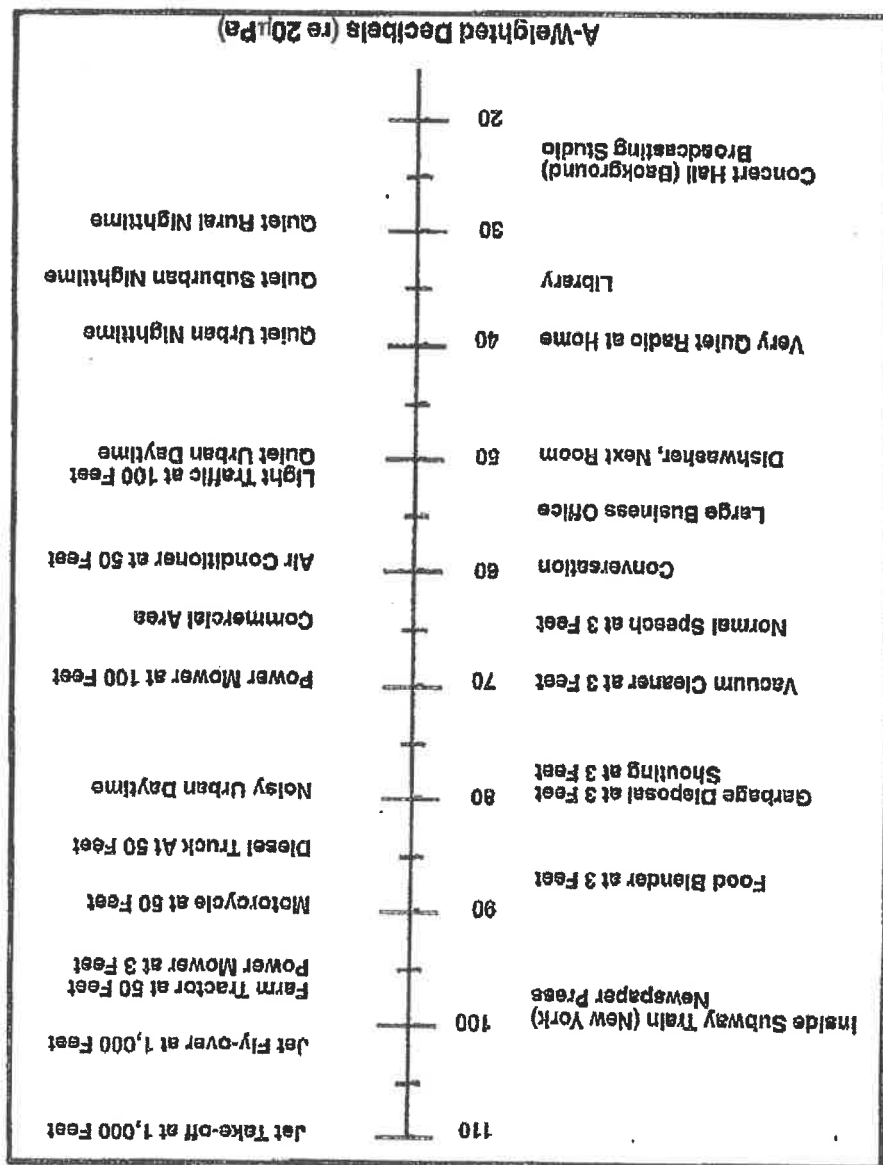 110 Jet Take-off at 1,000 Feet
Jet Fly-over at 1,000 Feet
Inside Subway Train (New York) 100
Newspaper Press
Farm Tractor at 50 Feet
Power Mower at 3 Feet
90 Motorcycle at 50 Feet
Food Blender at 3 Feet
Diesel Truck At 50 Feet
Garbage Disposal at 3 Feet 80 Noisy Urban Daytime
Shouting at 3 Feet
Vacuum Cleaner at 3 Feet 70 Power Mower at 100 Feet
Normal Speech at 3 Feet Commercial Area
Conversation 60 Air Conditioner at 50 Feet
Large Business Office
Light Traffic at 100 Feet
Dishwasher, Next Room 50 Quiet Urban Daytime
Very Quiet Radio at Home 40 Quiet Urban Nighttime
Library Quiet Suburban Nighttime
30 Quiet Rural Nighttime
Concert Hall (Background)
Broadcasting Studio
20
A-Weighted Decibels (re 20µPa)